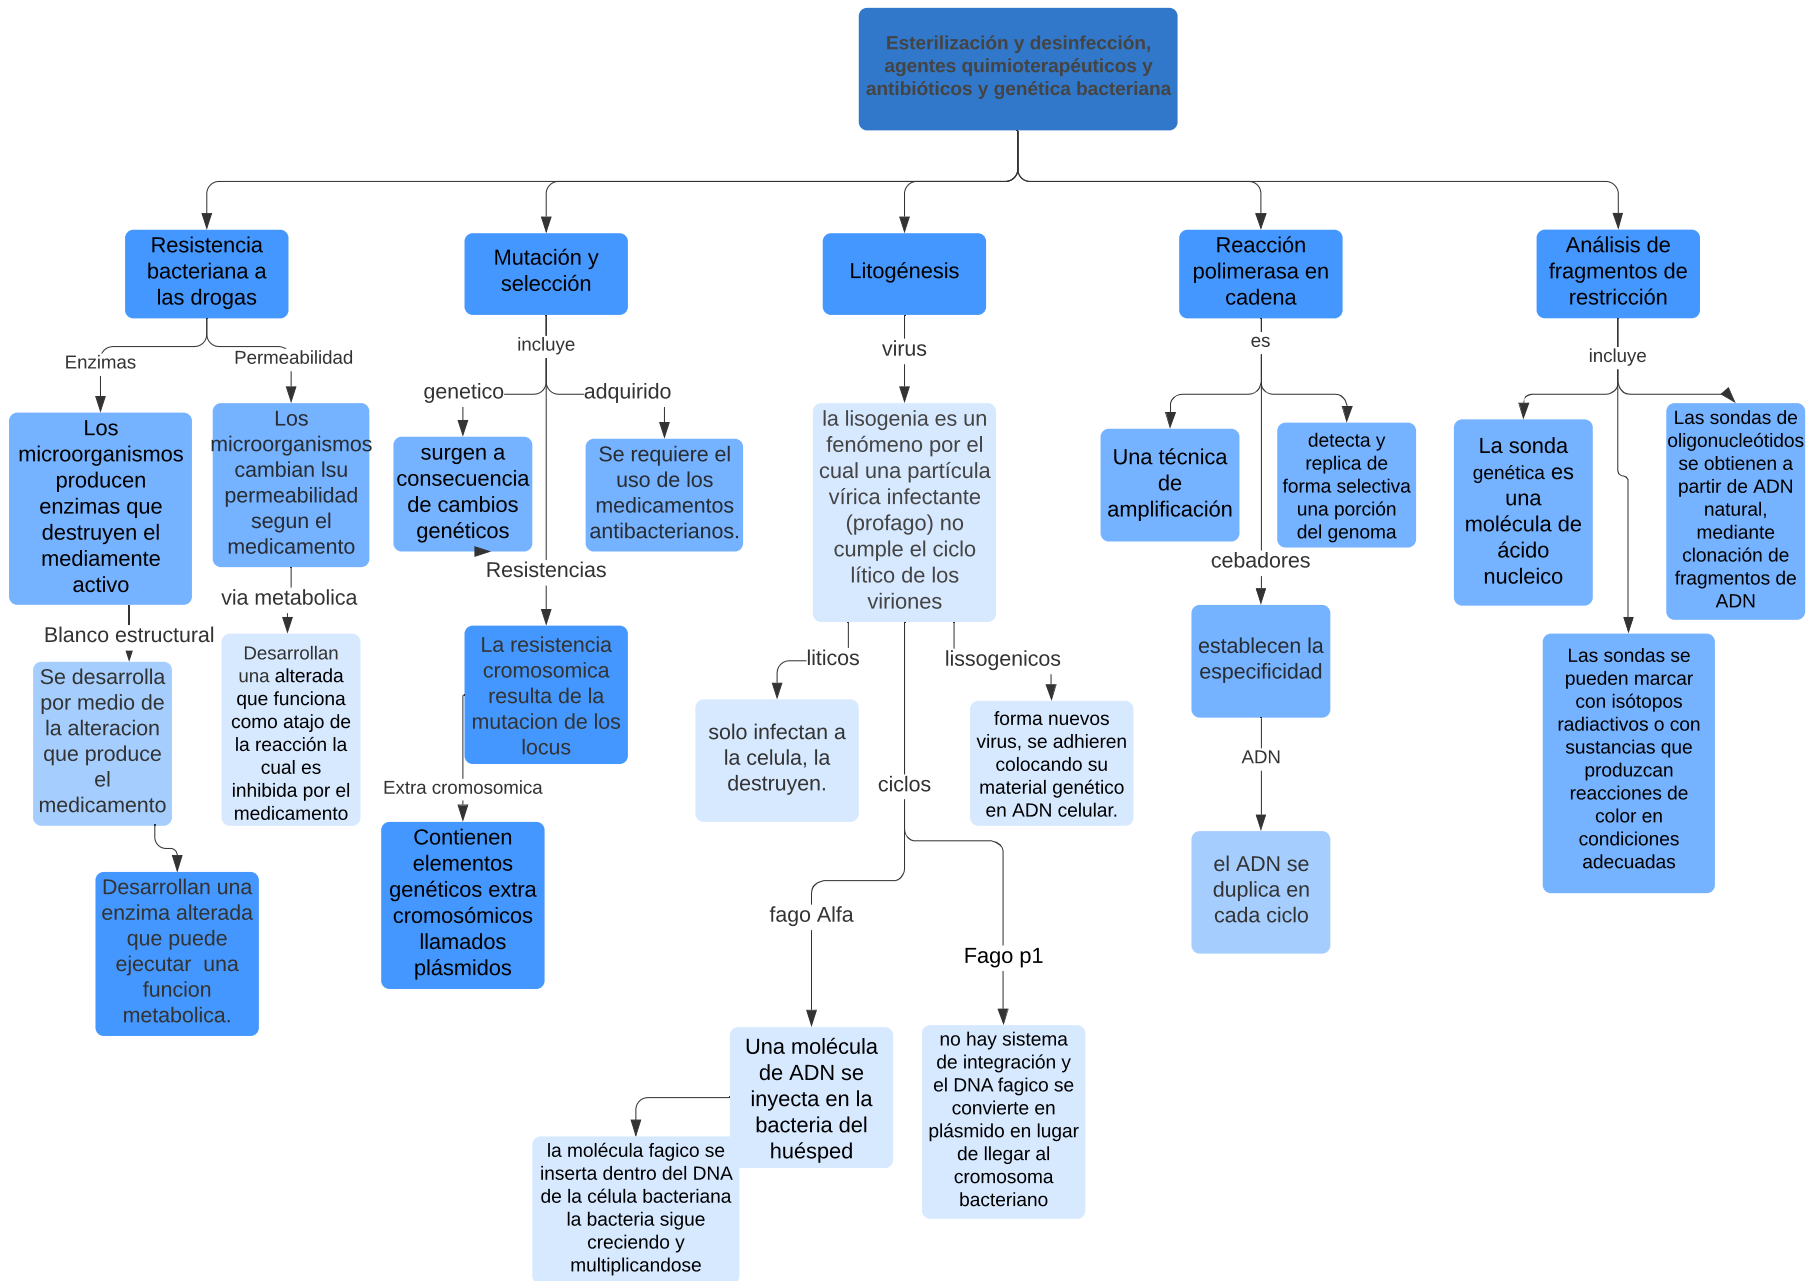 Esterilización y desinfección,
agentes quimioterapéuticos y
antibióticos y genética bacteriana
Resistencia
bacteriana a
las drogas
Enzimas
Los
microorganismos
producen
enzimas que
destruyen el
mediamente
activo
Blanco estructural
Se desarrolla
por medio de
la alteracion
que produce
el
medicamento
Desarrollan una
enzima alterada
que puede
ejecutar una
funcion
metabolica.
Permeabilidad
Los
microorganismos
cambian lsu
permeabilidad
segun el
medicamento
via metabolica
Desarrollan
una alterada
que funciona
como atajo de
la reacción la
cual es
inhibida por el
medicamento
Mutación y
selección
incluye
genetico
surgen a
consecuencia
de cambios
genéticos
adquirido
Se requiere el
uso de los
medicamentos
antibacterianos.
Resistencias
La resistencia
cromosomica
resulta de la
mutacion de los
locus
Extra cromosomica
Contienen
elementos
genéticos extra
cromosómicos
llamados
plásmidos
Litogénesis
virus
la lisogenia es un
fenómeno por el
cual una partícula
vírica infectante
(profago) no
cumple el ciclo
lítico de los
viriones
liticos
solo infectan a
la celula, la
destruyen.
lissogenicos
forma nuevos
virus, se adhieren
colocando su
material genético
en ADN celular.
ciclos
fago Alfa
Una molécula
de ADN se
inyecta en la
bacteria del
huésped
la molécula fagico se
inserta dentro del DNA
de la célula bacteriana
la bacteria sigue
creciendo y
multiplicandose
Fago p1
no hay sistema
de integración y
el DNA fagico se
convierte en
plásmido en lugar
de llegar al
cromosoma
bacteriano
Reacción
polimerasa en
cadena
es
Una técnica
de
amplificación
detecta y
replica de
forma selectiva
una porción
del genoma
cebadores
establecen la
especificidad
ADN
el ADN se
duplica en
cada ciclo
Análisis de
fragmentos de
restricción
incluye
La sonda
genética es
una
molécula de
ácido
nucleico
Las sondas de
oligonucleótidos
se obtienen a
partir de ADN
natural,
mediante
clonación de
fragmentos de
ADN
Las sondas se
pueden marcar
con isótopos
radiactivos o con
sustancias que
produzcan
reacciones de
color en
condiciones
adecuadas